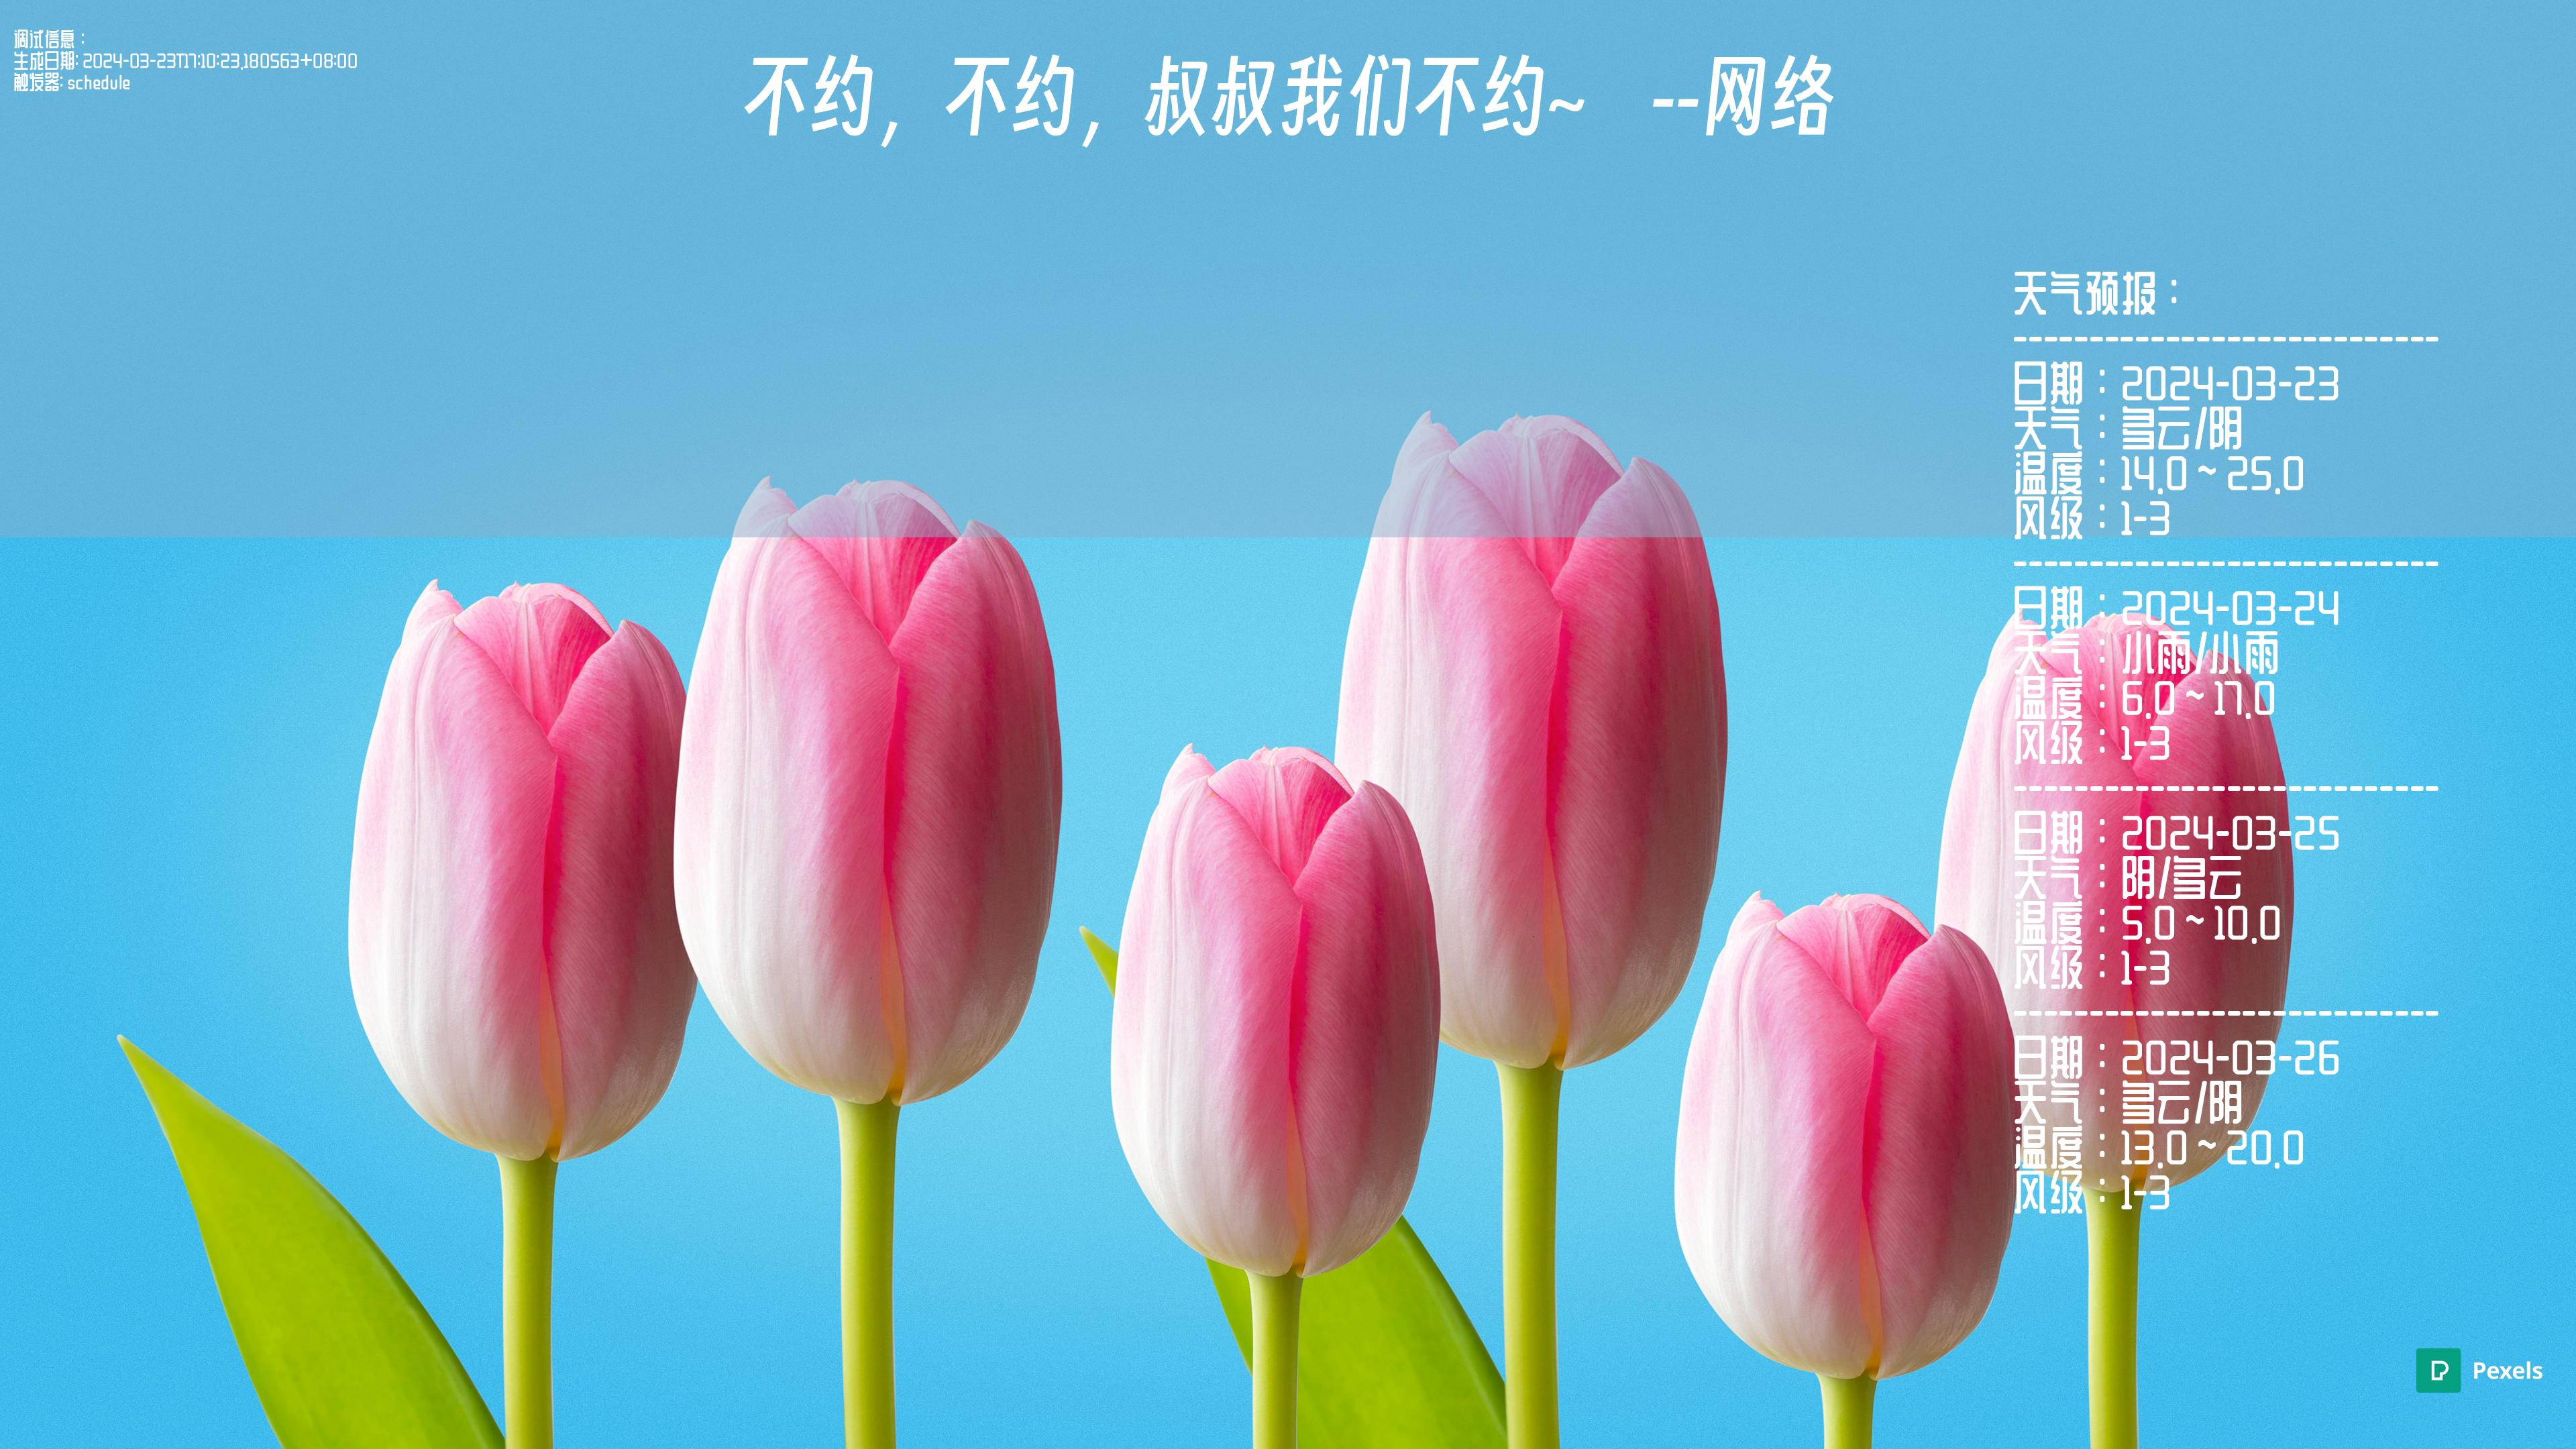 调试信息：
生成日期: 2024-03-23T17:10:23.180563+08:00
触发器: schedule
不约，不约，叔叔我们不约~ --网络
天气预报：
----------------------------
日期：2024-03-23
天气：多云/阴
温度：14.0 ~ 25.0
风级：1-3
----------------------------
日期：2024-03-24
天气：小雨/小雨
温度：6.0 ~ 17.0
风级：1-3
----------------------------
日期：2024-03-25
天气：阴/多云
温度：5.0 ~ 10.0
风级：1-3
----------------------------
日期：2024-03-26
天气：多云/阴
温度：13.0 ~ 20.0
风级：1-3
Pexels